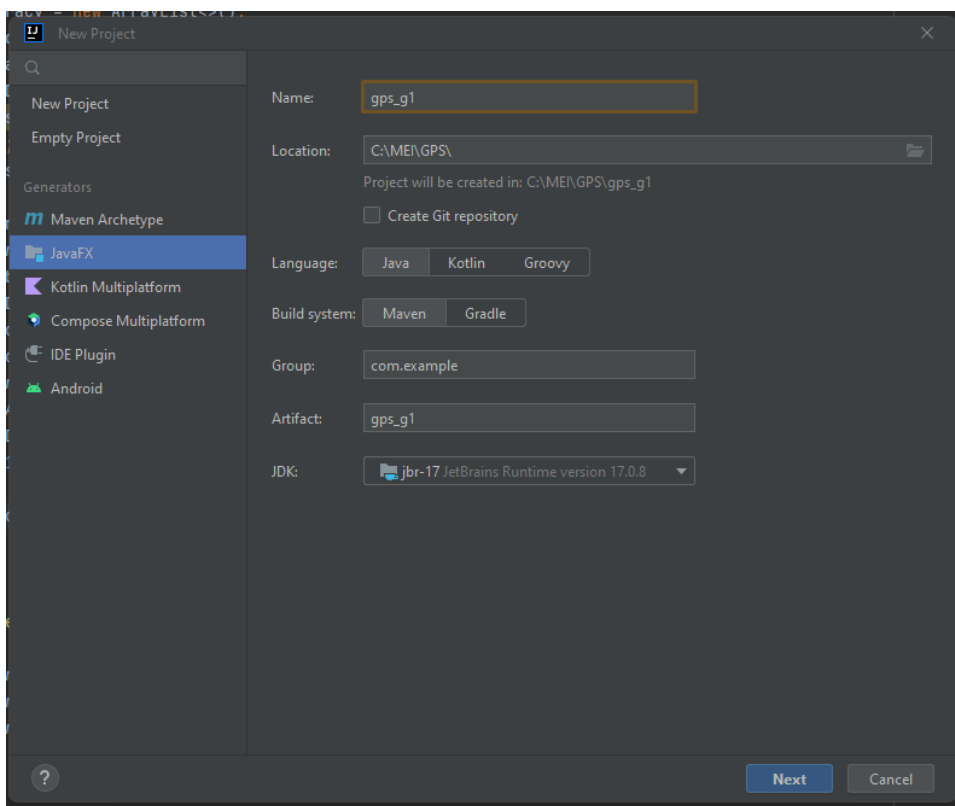 racy = new ArrayList<>();
New Project
New Project
Empty Project
Generators
Maven Archetype
JavaFX
Kotlin Multiplatform
Compose Multiplatform
IDE Plugin
Android
Name: gps_g1
Location: C:\MEI\GPS\
Project will be created in: C:\MEI\GPS\gps_g1
Create Git repository
Language: Java Kotlin Groovy
Build system: Maven Gradle
Group: com.example
Artifact: gps_g1
JDK: jbr-17 JetBrains Runtime version 17.0.8
? Next Cancel